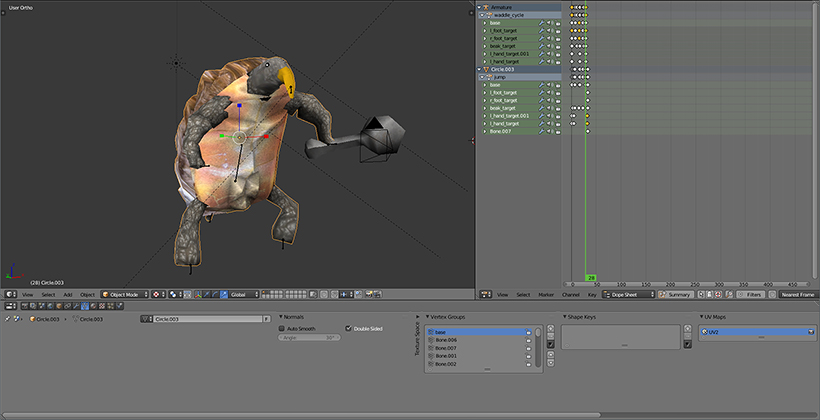 User Ortho
(28) Circle.003
View Select Add Object Object Mode Global
Armature
waddle_cycle
base
l_foot_target
r_foot_target
beak_target
l_hand_target.001
l_hand_target
Circle.003
jump
base
l_foot_target
r_foot_target
beak_target
l_hand_target.001
l_hand_target
Bone.007
28
0 50 100 150 200 250 300 350 400 450
View Select Marker Channel Key Dope Sheet Summary Filters Nearest Frame
Circle.003 Circle.003
Circle.003 F
Texture Space
Normals
Auto Smooth Double Sided
Angle: 30°
Vertex Groups
base
Bone.006
Bone.007
Bone.001
Bone.002
Shape Keys
UV Maps
UV2